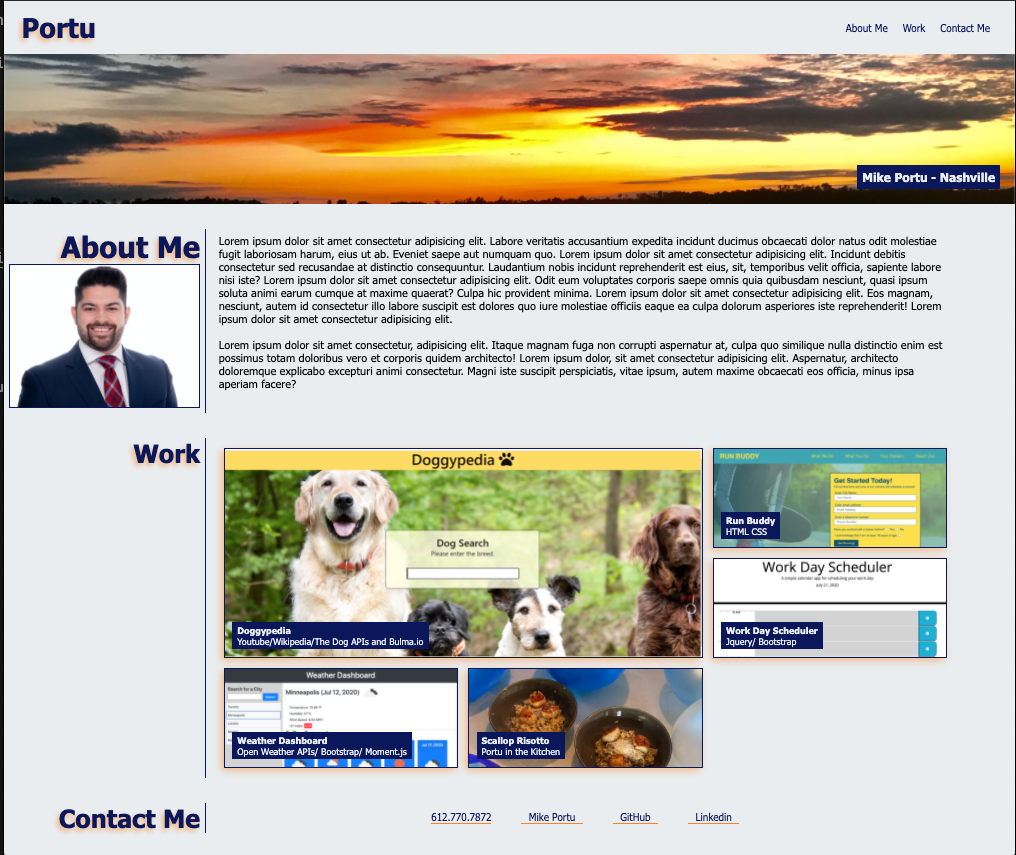 Portu
About Me Work Contact Me
Mike Portu - Nashville
About Me
Lorem ipsum dolor sit amet consectetur adipisicing elit. Labore veritatis accusantium expedita incidunt ducimus obcaecati dolor natus odit molestiae
fugit laboriosam harum, eius ut ab. Eveniet saepe aut numquam quo. Lorem ipsum dolor sit amet consectetur adipisicing elit. Incidunt debitis
consectetur sed recusandae at distinctio consequuntur. Laudantium nobis incidunt reprehenderit est eius, sit, temporibus velit officia, sapiente labore
nisi iste? Lorem ipsum dolor sit amet consectetur adipisicing elit. Odit eum voluptates corporis saepe omnis quia quibusdam nesciunt, quasi ipsum
soluta animi earum cumque at maxime quaerat? Culpa hic provident minima. Lorem ipsum dolor sit amet consectetur adipisicing elit. Eos magnam,
nesciunt, autem id consectetur illo labore suscipit est dolores quo iure molestiae officiis eaque ea culpa dolorum asperiores iste reprehenderit! Lorem
ipsum dolor sit amet consectetur adipisicing elit.
Lorem ipsum dolor sit amet consectetur, adipisicing elit. Itaque magnam fuga non corrupti aspernatur at, culpa quo similique nulla distinctio enim est
possimus totam doloribus vero et corporis quidem architecto! Lorem ipsum dolor, sit amet consectetur adipisicing elit. Aspernatur, architecto
doloremque explicabo excepturi animi consectetur. Magni iste suscipit perspiciatis, vitae ipsum, autem maxime obcaecati eos officia, minus ipsa
aperiam facere?
Work
Doggypedia
Dog Search
Please enter the breed.
Doggypedia
Youtube/Wikipedia/The Dog APIs and Bulma.io
RUN BUDDY
What We Do What You Do Your Trainers Reach Out
Get Started Today!
Run Buddy
HTML CSS
Work Day Scheduler
A simple calendar app for scheduling your work day
July 21, 2020
Work Day Scheduler
Jquery/ Bootstrap
Weather Dashboard
Search for a City:
Minneapolis (Jul 12, 2020)
Weather Dashboard
Open Weather APIs/ Bootstrap/ Moment.js
Scallop Risotto
Portu in the Kitchen
Contact Me
612.770.7872 Mike Portu GitHub Linkedin